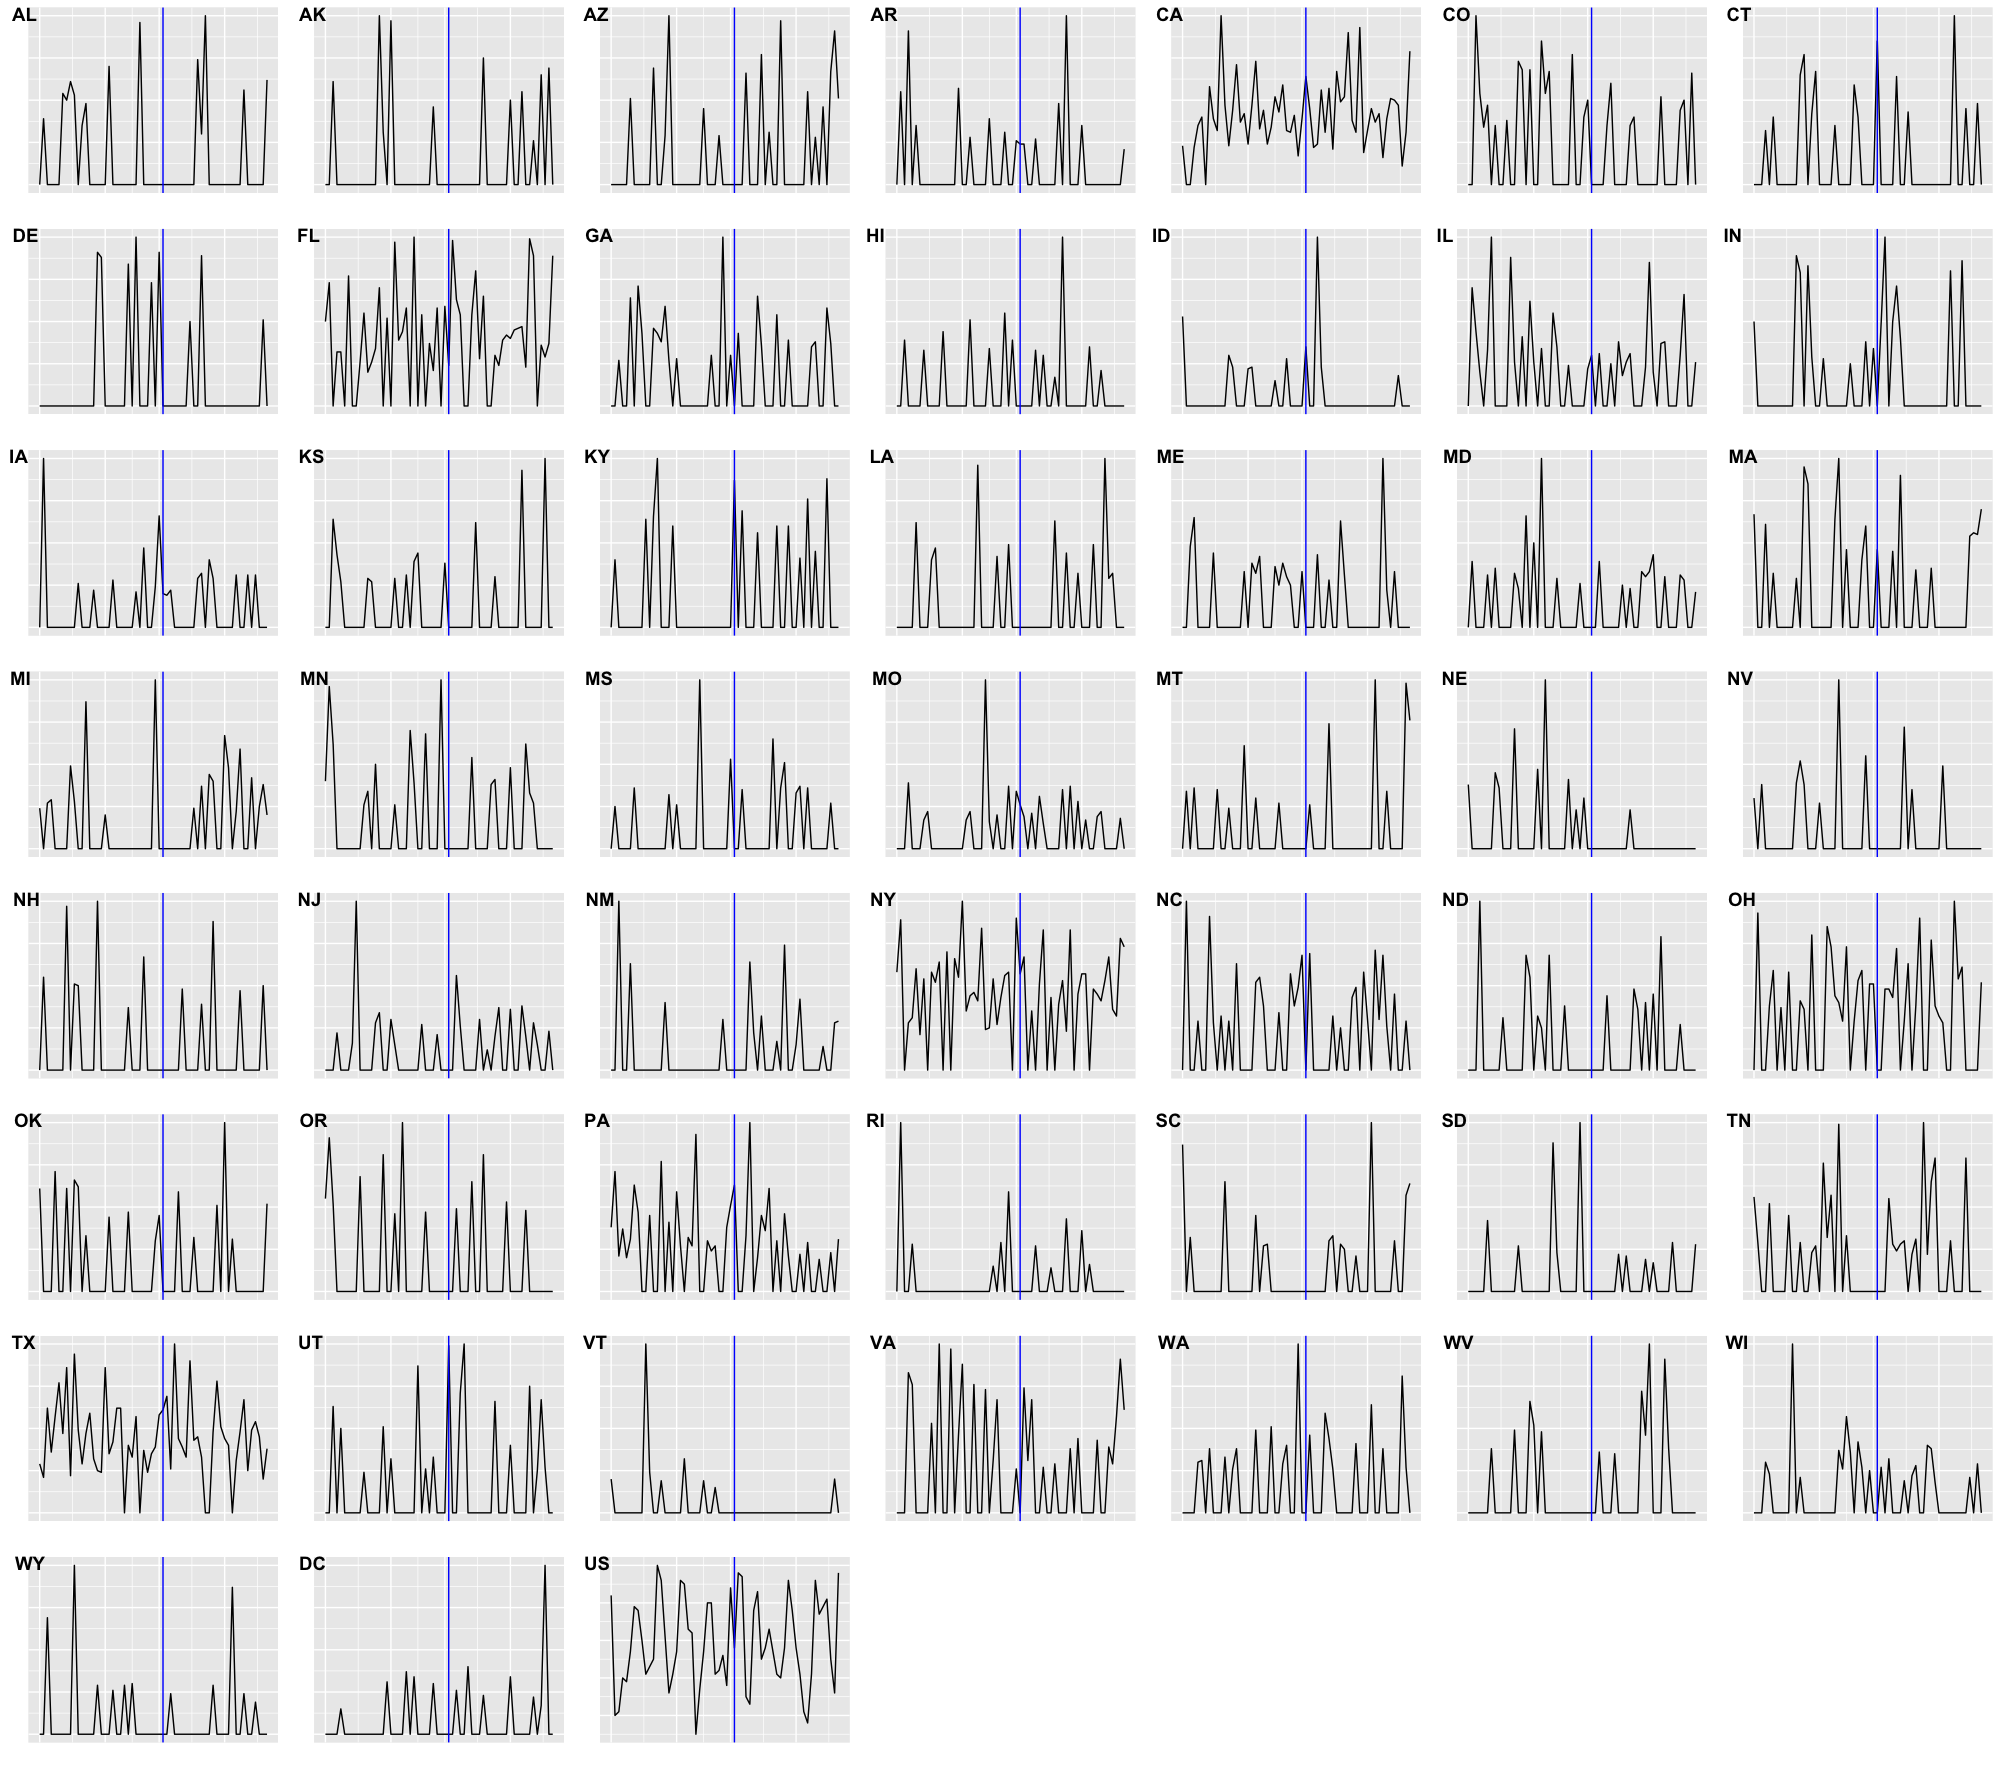 AL AK AZ AR CA CO CT
DE FL GA HI ID IL IN
IA KS KY LA ME MD MA
MI MN MS MO MT NE NV
NH NJ NM NY NC ND OH
OK OR PA RI SC SD TN
TX UT VT VA WA WV WI
WY DC US